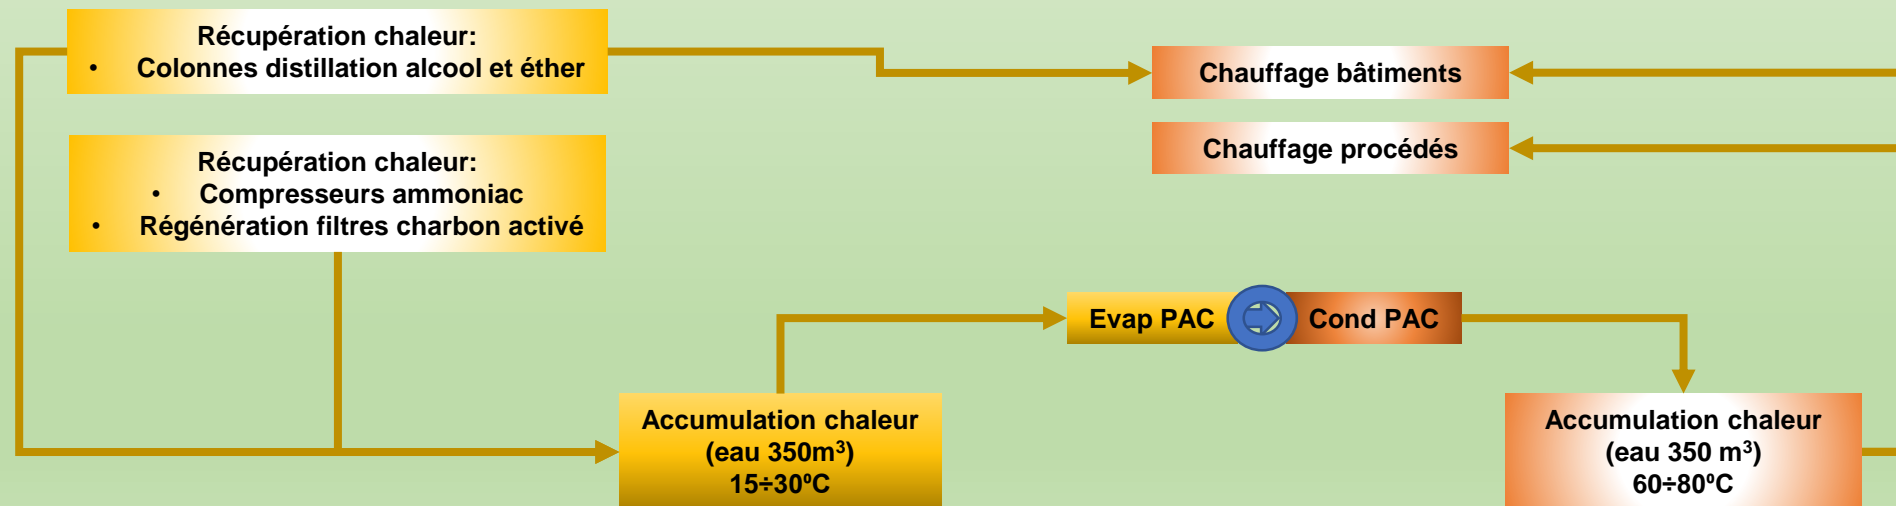 Récupération chaleur:
• Colonnes distillation alcool et éther
Chauffage bâtiments
Chauffage procédés
Récupération chaleur:
• Compresseurs ammoniac
• Régénération filtres charbon activé
Evap PAC
Cond PAC
Accumulation chaleur
(eau 350m³)
15÷30ºC
Accumulation chaleur
(eau 350 m³)
60÷80ºC